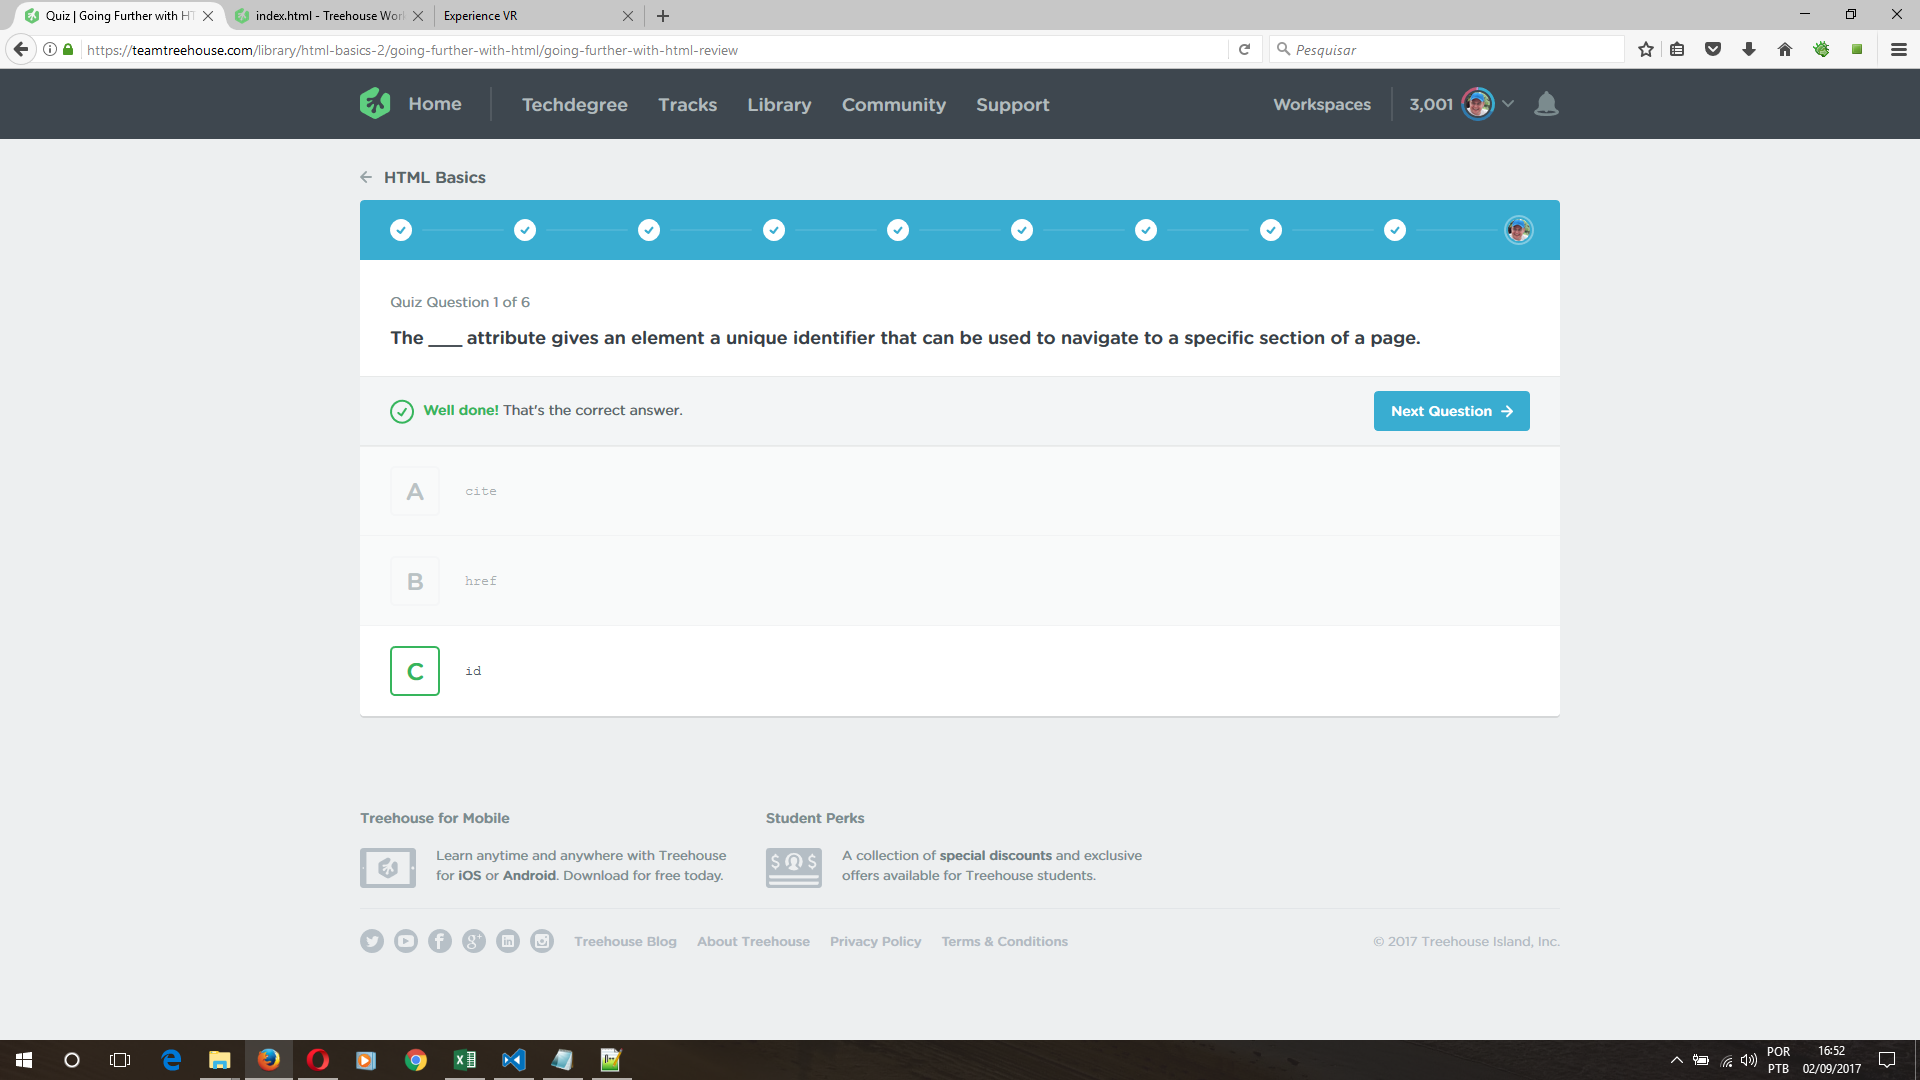 Quiz | Going Further with HT
index.html - Treehouse Worl
Experience VR
https://teamtreehouse.com/library/html-basics-2/going-further-with-html/going-further-with-html-review
Pesquisar
Home
Techdegree
Tracks
Library
Community
Support
Workspaces
3,001
HTML Basics
Quiz Question 1 of 6
The ___ attribute gives an element a unique identifier that can be used to navigate to a specific section of a page.
Well done! That's the correct answer.
Next Question
A
cite
B
href
C
id
Treehouse for Mobile
Learn anytime and anywhere with Treehouse
for iOS or Android. Download for free today.
Student Perks
A collection of special discounts and exclusive
offers available for Treehouse students.
Treehouse Blog
About Treehouse
Privacy Policy
Terms & Conditions
© 2017 Treehouse Island, Inc.
POR
PTB
16:52
02/09/2017